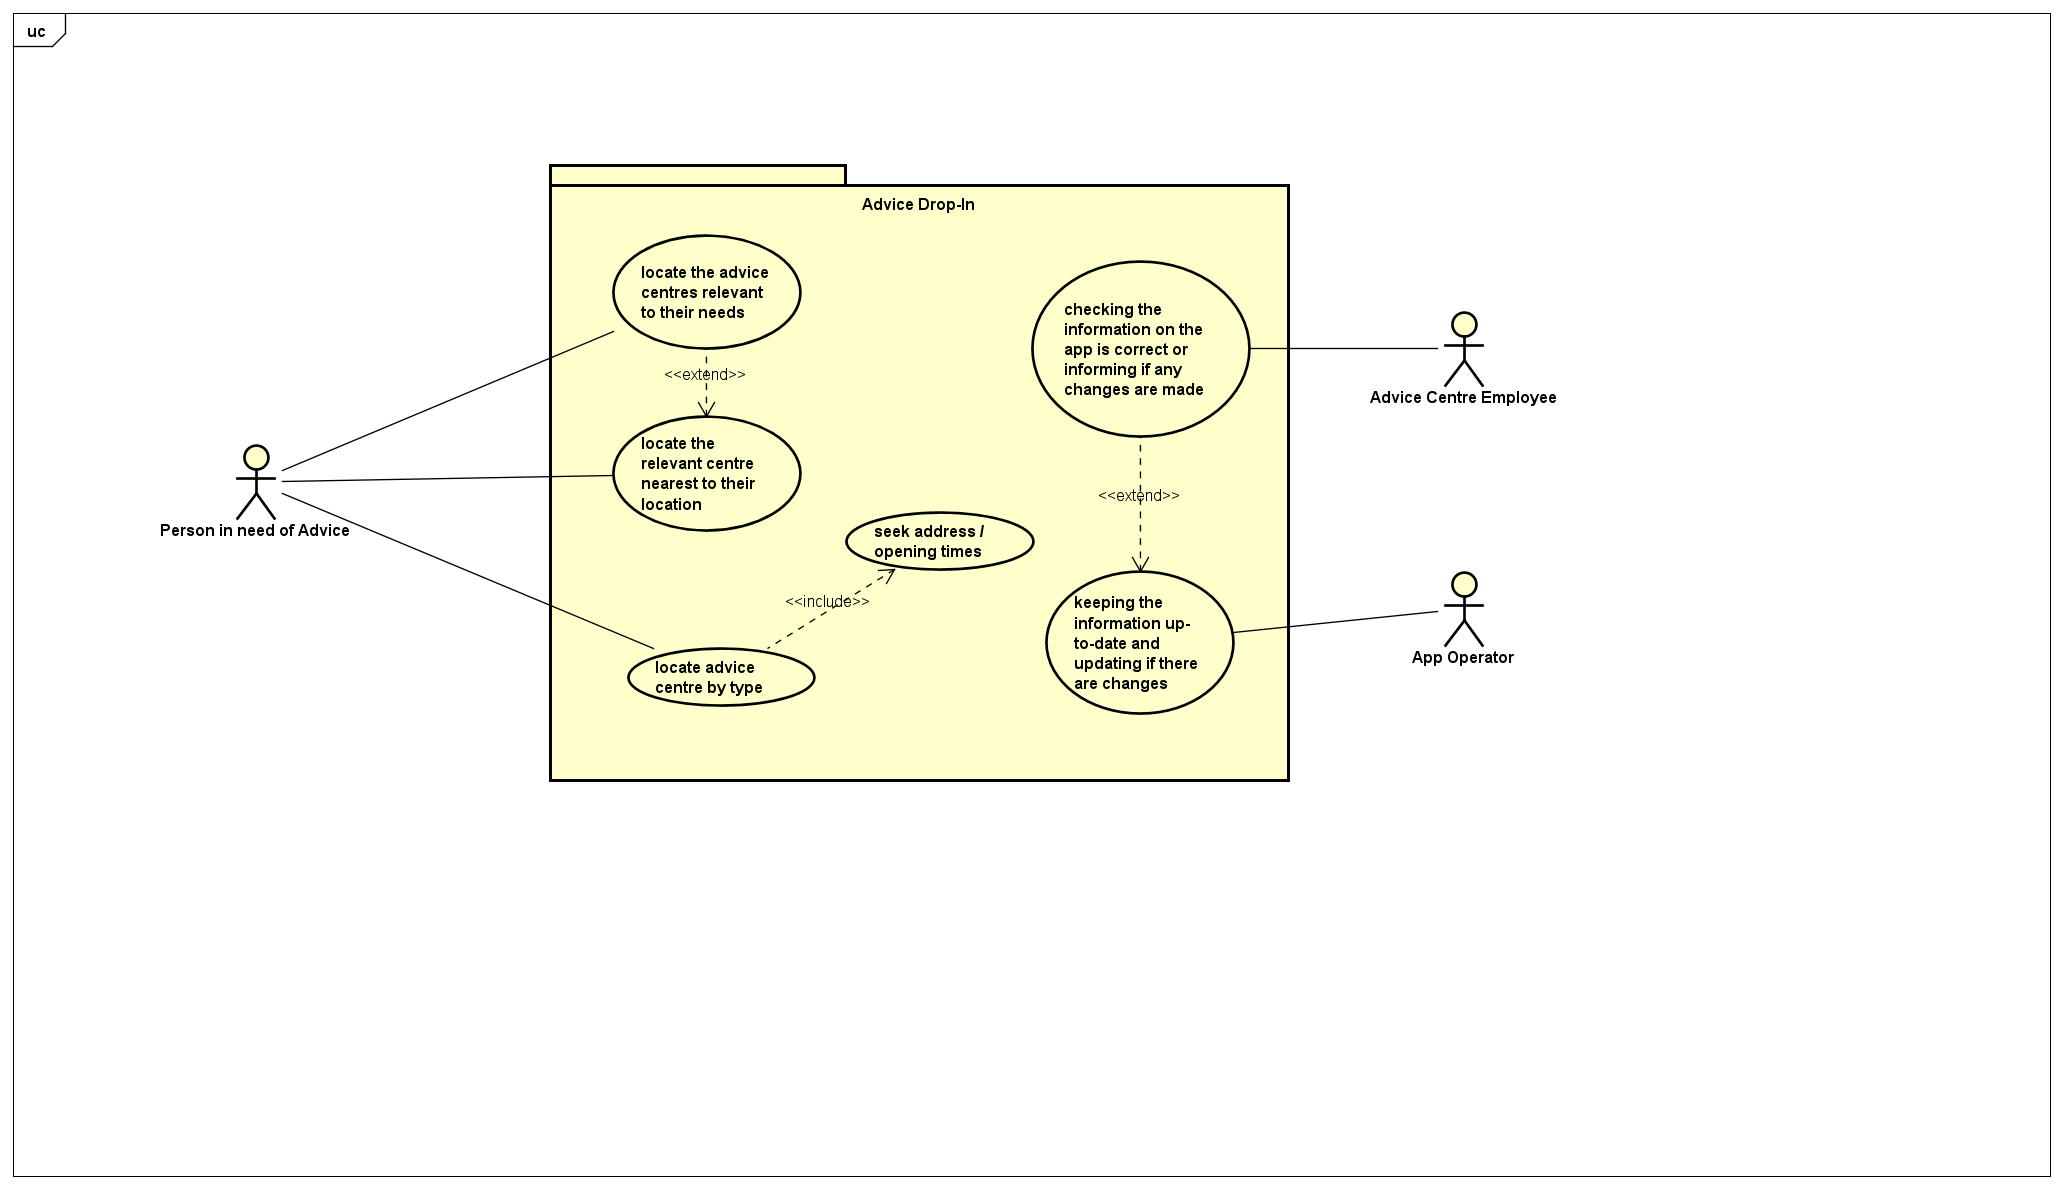 uc
Advice Drop-In
locate the advice
centres relevant
to their needs
<<extend>>
locate the
relevant centre
nearest to their
location
seek address /
opening times
<<include>>
locate advice
centre by type
checking the
information on the
app is correct or
informing if any
changes are made
<<extend>>
keeping the
information up-
to-date and
updating if there
are changes
Person in need of Advice
Advice Centre Employee
App Operator